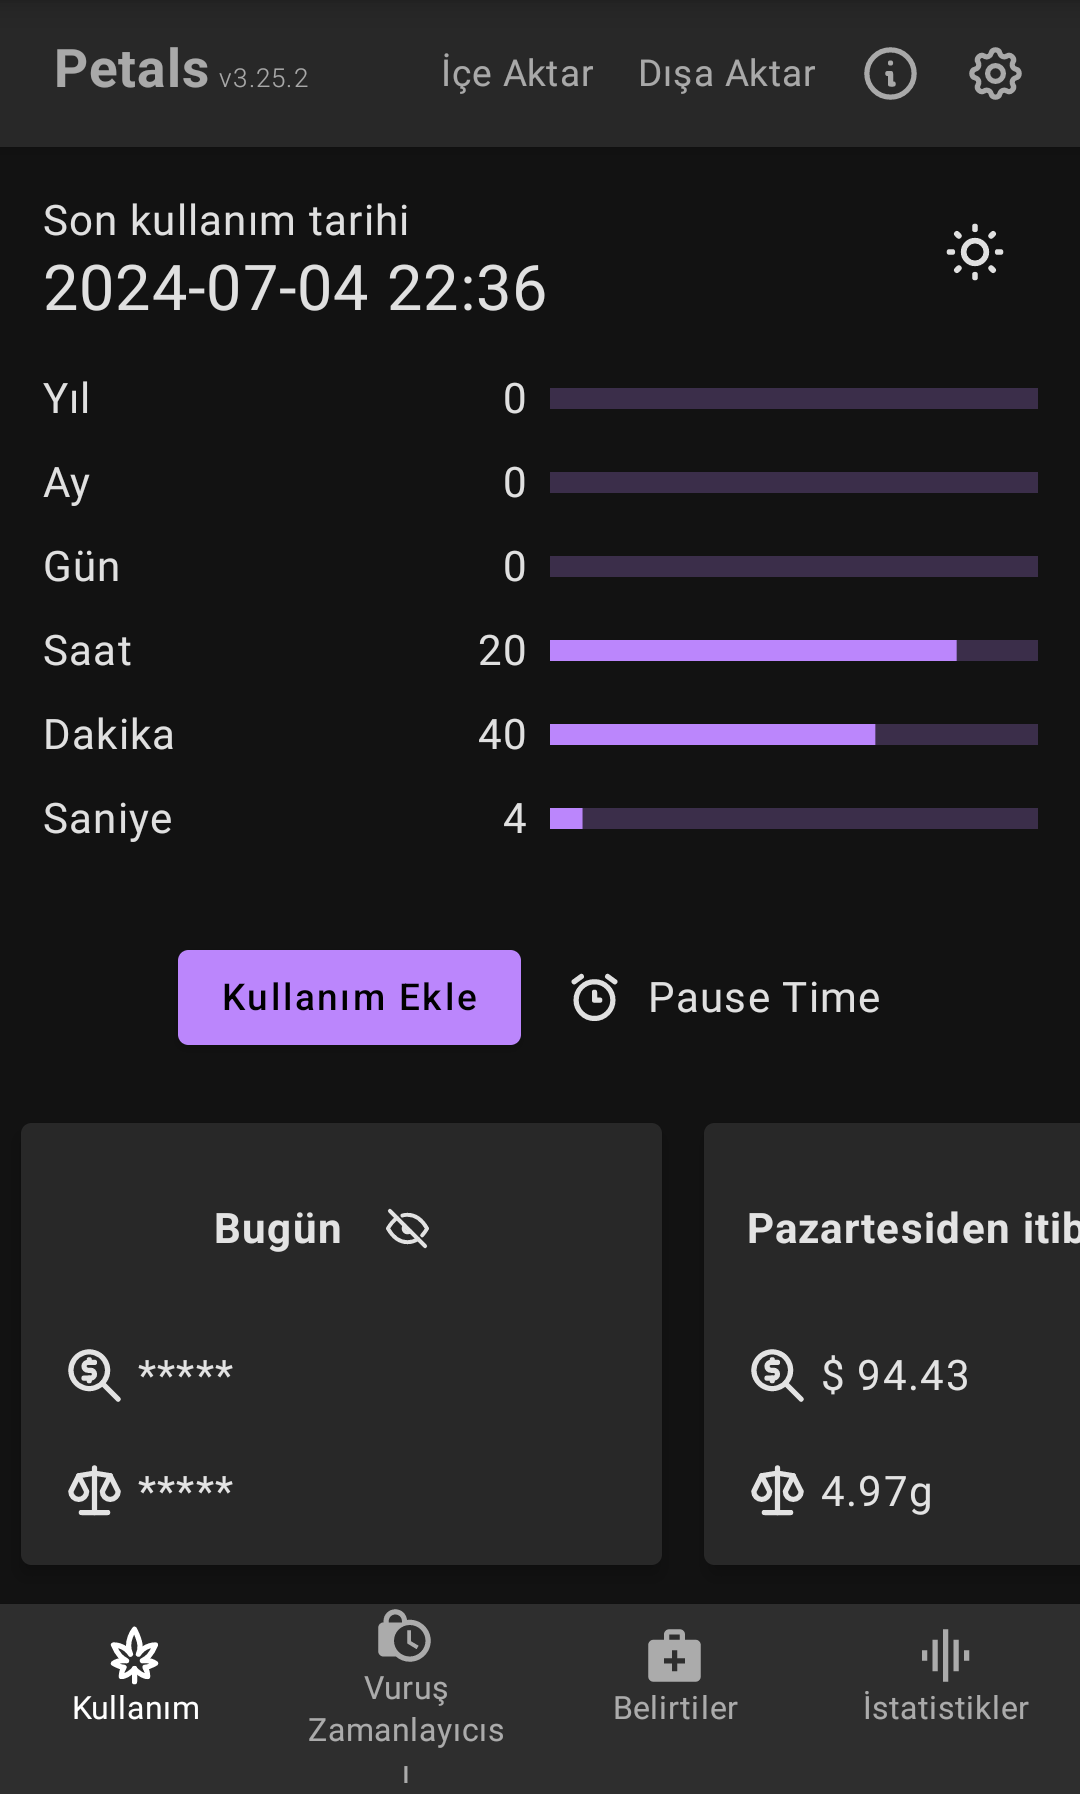 Petals v3.25.2 İçe Aktar Dışa Aktar
Son kullanım tarihi
2024-07-04 22:36
Yıl 0
Ay 0
Gün 0
Saat 20
Dakika 40
Saniye 4
Kullanım Ekle Pause Time
Bugün
*****
*****
Pazartesiden itib
$ 94.43
4.97g
Kullanım
Vuruş
Zamanlayıcıs
ı
Belirtiler
İstatistikler